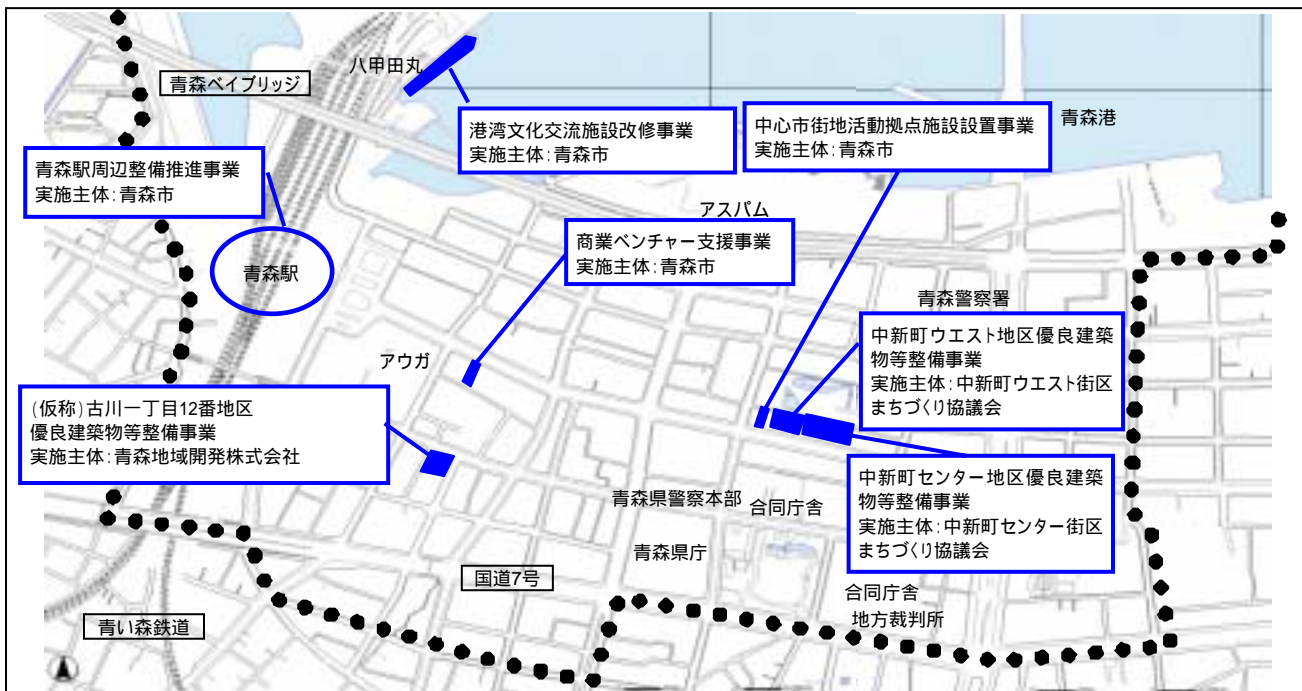 八甲田丸
青森ベイブリッジ
港湾文化交流施設改修事業
実施主体:青森市
中心市街地活動拠点施設設置事業
実施主体:青森市
青森港
青森駅周辺整備推進事業
実施主体:青森市
アスパム
商業ベンチャー支援事業
実施主体:青森市
青森駅
青森警察署
中新町ウエスト地区優良建築
物等整備事業
実施主体:中新町ウエスト街区
まちづくり協議会
アウガ
(仮称)古川一丁目12番地区
優良建築物等整備事業
実施主体:青森地域開発株式会社
中新町センター地区優良建築
物等整備事業
実施主体:中新町センター街区
まちづくり協議会
青森県警察本部
合同庁舎
青森県庁
国道7号
合同庁舎
地方裁判所
青い森鉄道